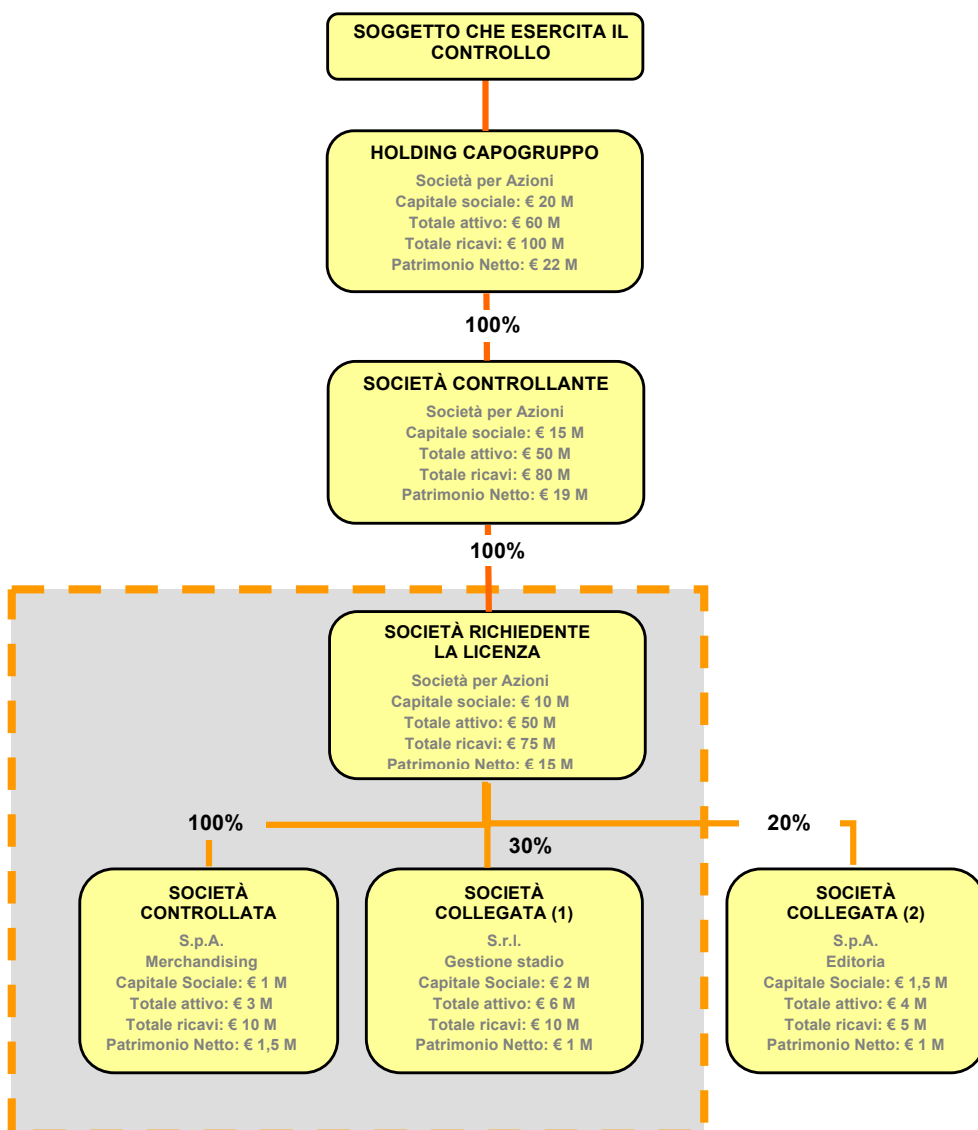 SOGGETTO CHE ESERCITA IL
CONTROLLO
HOLDING CAPOGRUPPO
Società per Azioni
Capitale sociale: € 20 M
Totale attivo: € 60 M
Totale ricavi: € 100 M
Patrimonio Netto: € 22 M
100%
SOCIETÀ CONTROLLANTE
Società per Azioni
Capitale sociale: € 15 M
Totale attivo: € 50 M
Totale ricavi: € 80 M
Patrimonio Netto: € 19 M
100%
SOCIETÀ RICHIEDENTE
LA LICENZA
Società per Azioni
Capitale sociale: € 10 M
Totale attivo: € 50 M
Totale ricavi: € 75 M
Patrimonio Netto: € 15 M
100%
30%
20%
SOCIETÀ
CONTROLLATA
S.p.A.
Merchandising
Capitale Sociale: € 1 M
Totale attivo: € 3 M
Totale ricavi: € 10 M
Patrimonio Netto: € 1,5 M
SOCIETÀ
COLLEGATA (1)
S.r.l.
Gestione stadio
Capitale Sociale: € 2 M
Totale attivo: € 6 M
Totale ricavi: € 10 M
Patrimonio Netto: € 1 M
SOCIETÀ
COLLEGATA (2)
S.p.A.
Editoria
Capitale Sociale: € 1,5 M
Totale attivo: € 4 M
Totale ricavi: € 5 M
Patrimonio Netto: € 1 M